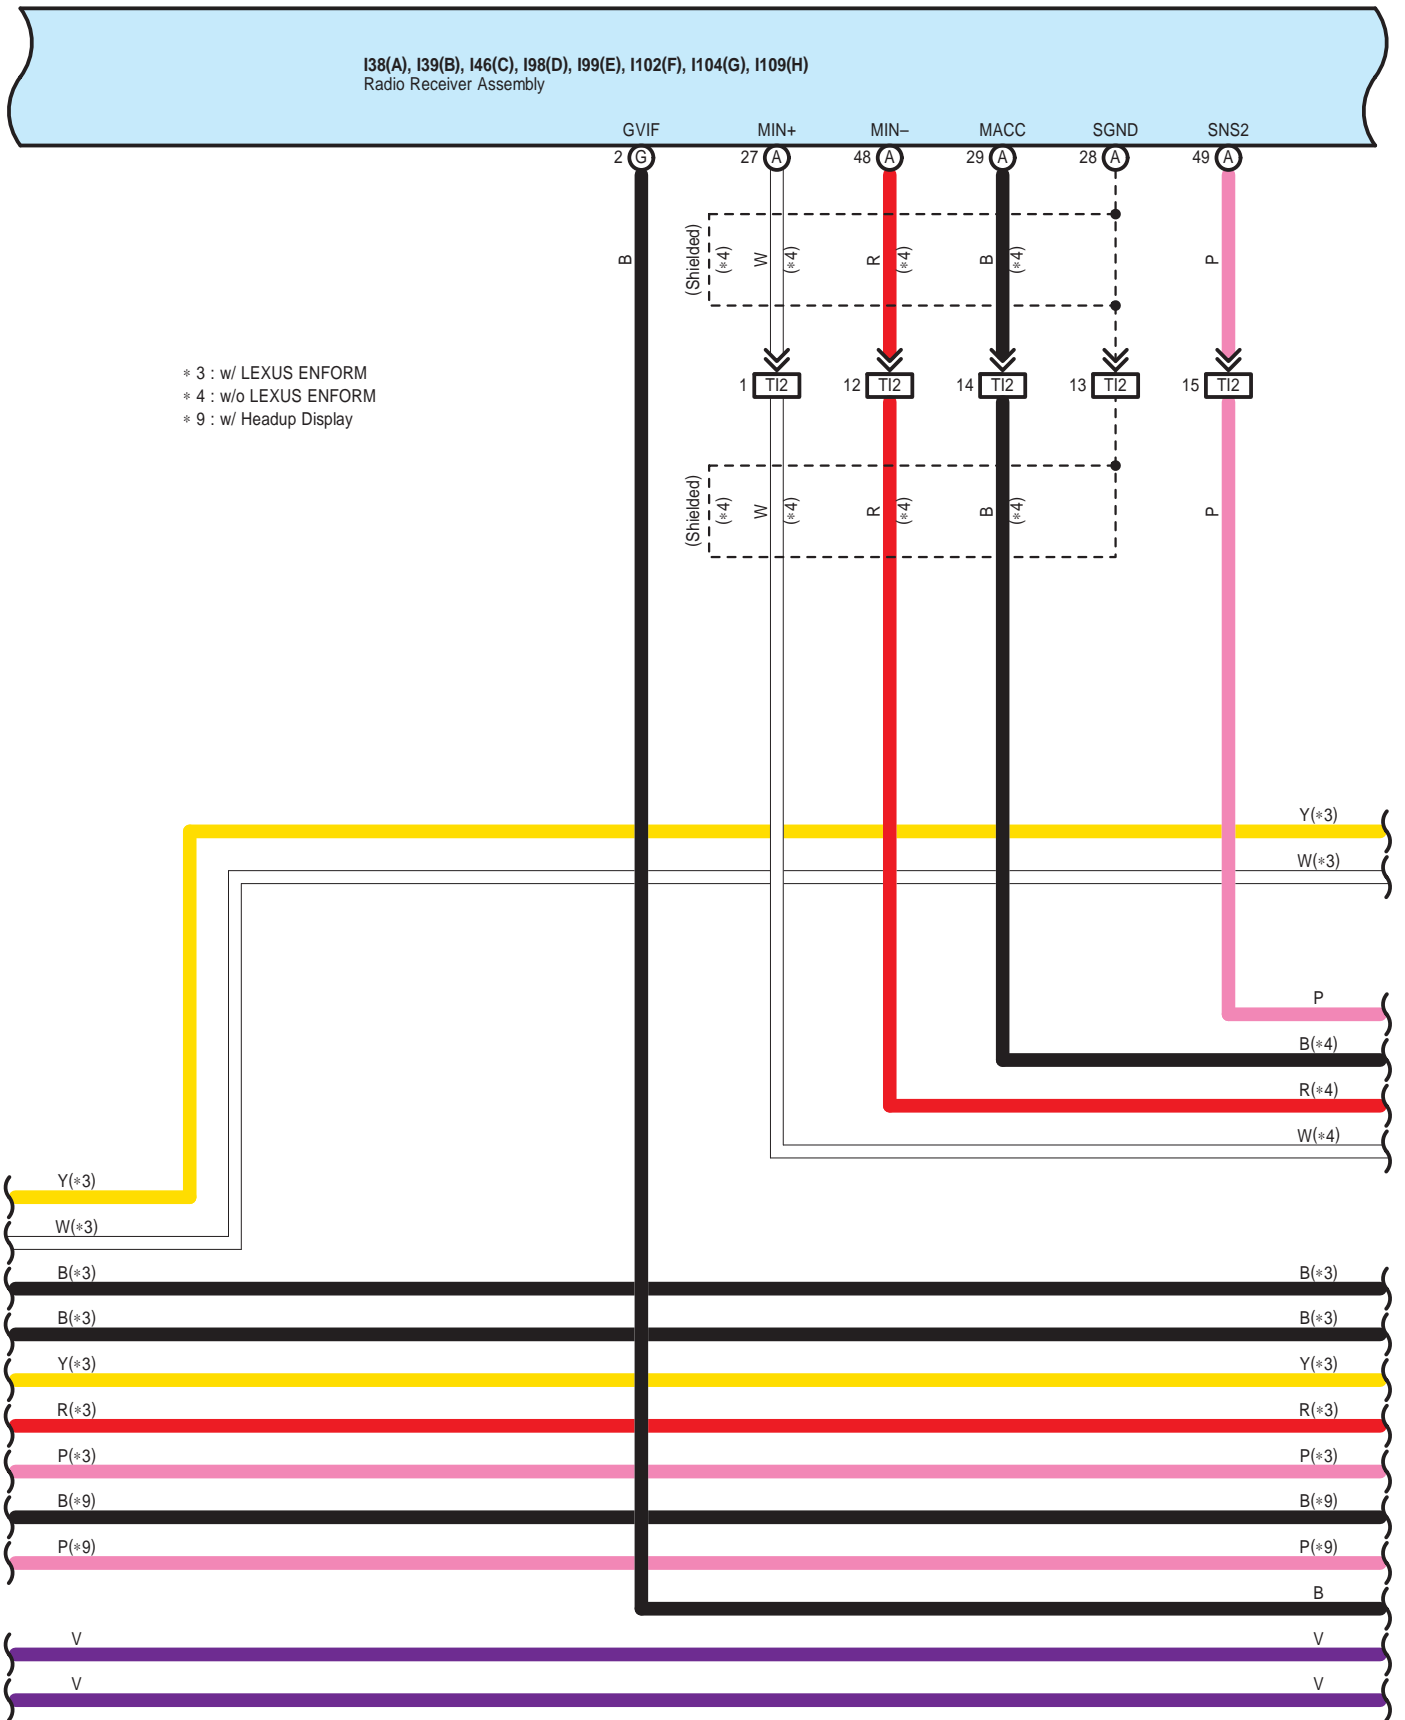 I38(A), I39(B), I46(C), I98(D), I99(E), I102(F), I104(G), I109(H)
Radio Receiver Assembly
GVIF MIN+ MIN– MACC SGND SNS2
2 G 27 A 48 A 29 A 28 A 49 A
B (Shielded) (*4) W (*4) R (*4) B (*4) P
* 3 : w/ LEXUS ENFORM
* 4 : w/o LEXUS ENFORM
* 9 : w/ Headup Display
1 TI2 12 TI2 14 TI2 13 TI2 15 TI2
(Shielded) (*4) W (*4) R (*4) B (*4) P
Y(*3)
W(*3)
P
B(*4)
R(*4)
W(*4)
Y(*3)
W(*3)
B(*3) B(*3)
B(*3) B(*3)
Y(*3) Y(*3)
R(*3) R(*3)
P(*3) P(*3)
B(*9) B(*9)
P(*9) P(*9)
B
V V
V V